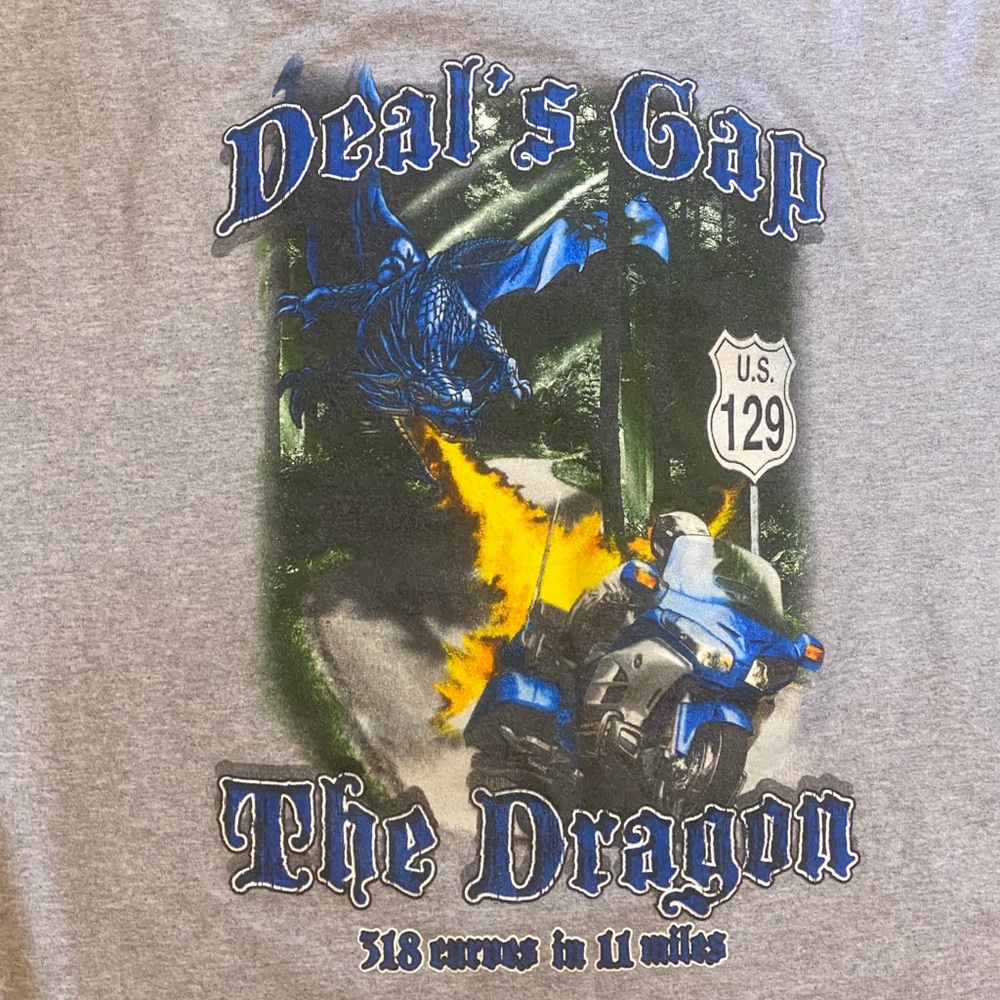 Deal's Gap
U.S.
129
The Dragon
318 curves in 11 miles